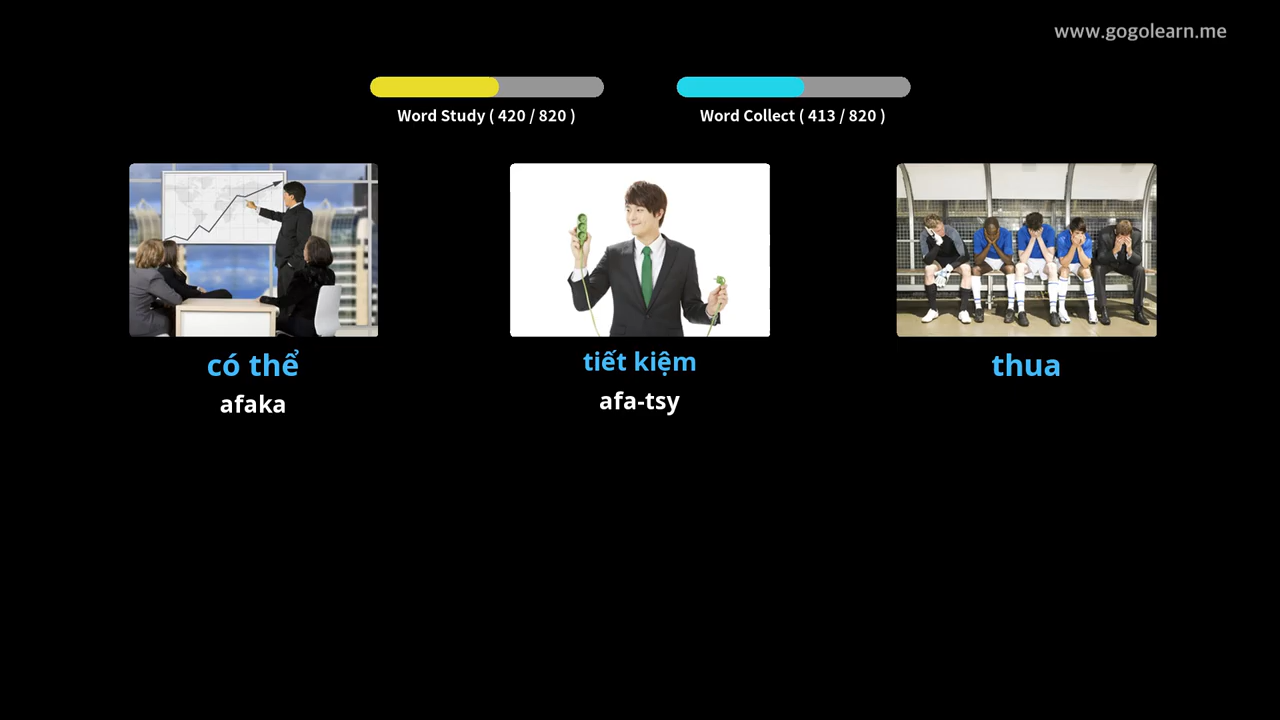 www.gogolearn.me
Word Study ( 420 / 820 )
Word Collect ( 413 / 820 )
có thể
afaka
tiết kiệm
afa-tsy
thua